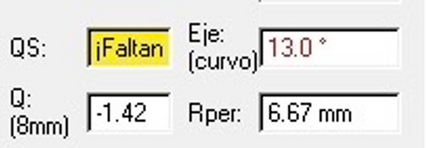 QS: ¡Faltan Eje: (curvo) 13.0 °
Q: (8mm) -1.42 Rper: 6.67 mm